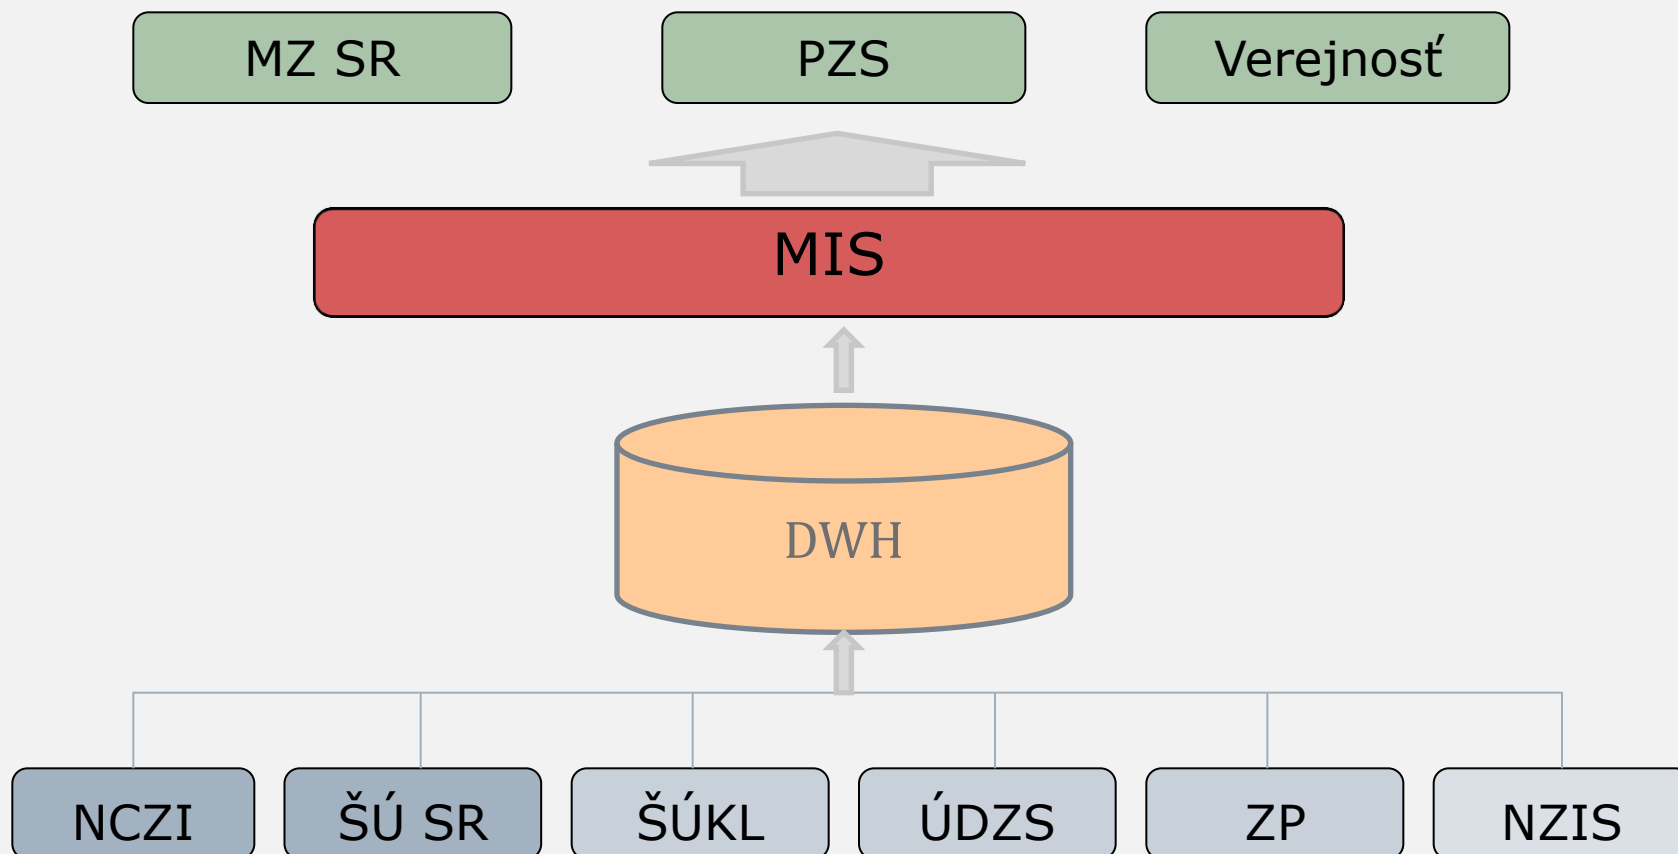 MZ SR
PZS
Verejnosť
MIS
DWH
NCZI
ŠÚ SR
ŠÚKL
ÚDZS
ZP
NZIS